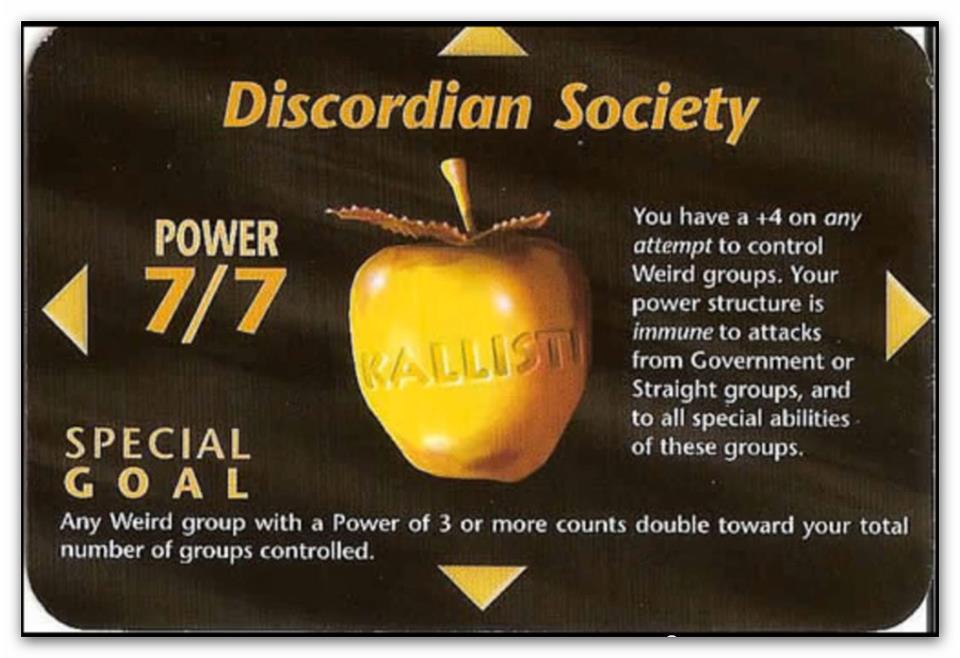 Discordian Society
POWER
7/7
KALLISTI
You have a +4 on any
attempt to control
Weird groups. Your
power structure is
immune to attacks
from Government or
Straight groups, and
to all special abilities
of these groups.
SPECIAL
GOAL
Any Weird group with a Power of 3 or more counts double toward your total
number of groups controlled.